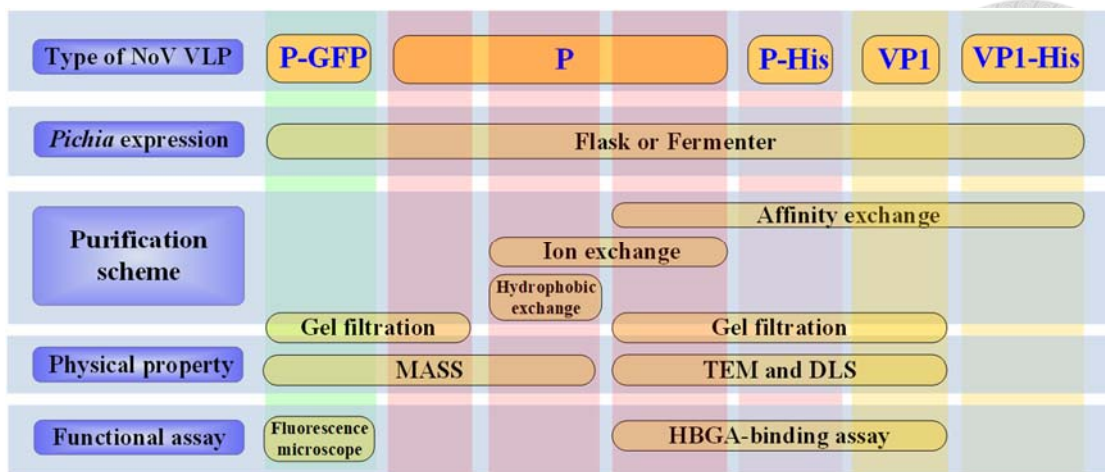 Type of NoV VLP
P-GFP
P
P-His
VP1
VP1-His
Pichia expression
Flask or Fermenter
Purification
scheme
Affinity exchange
Ion exchange
Hydrophobic
exchange
Gel filtration
Gel filtration
Physical property
MASS
TEM and DLS
Functional assay
Fluorescence
microscope
HBGA-binding assay